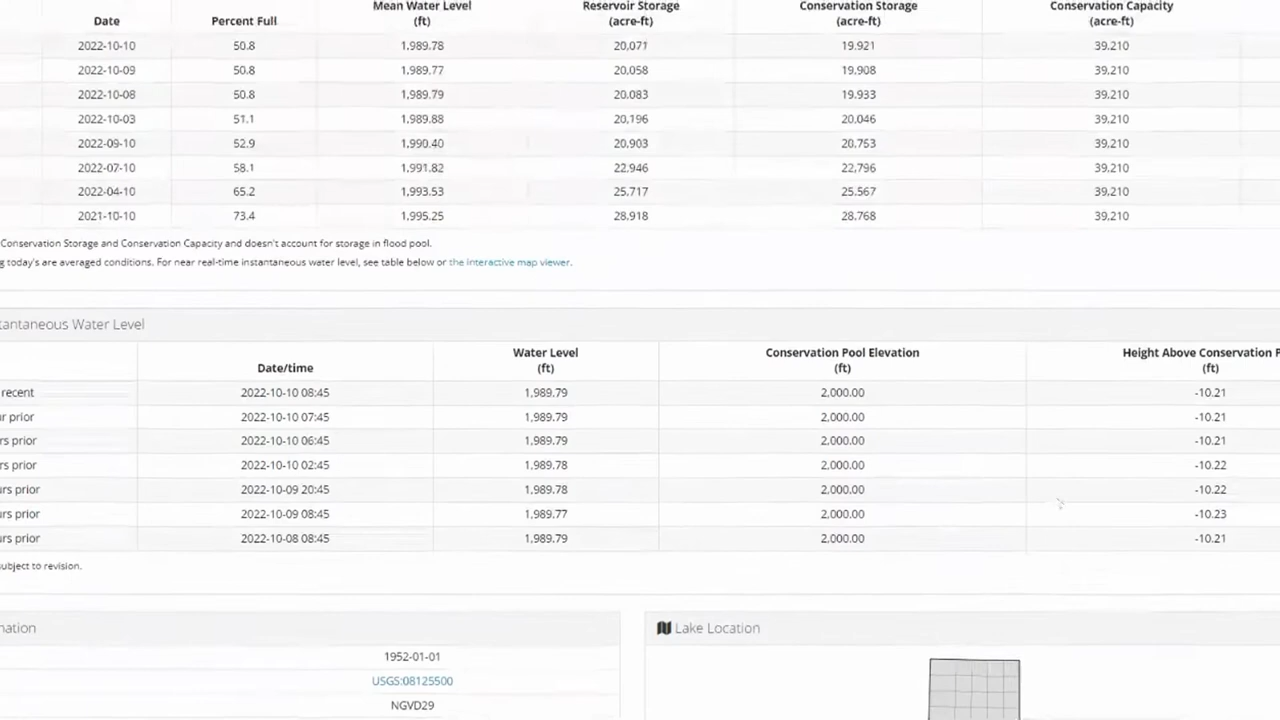 Date Percent Full Mean Water Level (ft) Reservoir Storage (acre-ft) Conservation Storage (acre-ft) Conservation Capacity (acre-ft)
2022-10-10 50.8 1,989.78 20,071 19,921 39,210
2022-10-09 50.8 1,989.77 20,058 19,908 39,210
2022-10-08 50.8 1,989.79 20,083 19,933 39,210
2022-10-03 51.1 1,989.88 20,196 20,046 39,210
2022-09-10 52.9 1,990.40 20,903 20,753 39,210
2022-07-10 58.1 1,991.82 22,946 22,796 39,210
2022-04-10 65.2 1,993.53 25,717 25,567 39,210
2021-10-10 73.4 1,995.25 28,918 28,768 39,210
Conservation Storage and Conservation Capacity and doesn't account for storage in flood pool.
g today's are averaged conditions. For near real-time instantaneous water level, see table below or the interactive map viewer.
tantaneous Water Level
Date/time Water Level (ft) Conservation Pool Elevation (ft) Height Above Conservation P (ft)
recent 2022-10-10 08:45 1,989.79 2,000.00 -10.21
ur prior 2022-10-10 07:45 1,989.79 2,000.00 -10.21
rs prior 2022-10-10 06:45 1,989.79 2,000.00 -10.21
rs prior 2022-10-10 02:45 1,989.78 2,000.00 -10.22
urs prior 2022-10-09 20:45 1,989.78 2,000.00 -10.22
urs prior 2022-10-09 08:45 1,989.77 2,000.00 -10.23
urs prior 2022-10-08 08:45 1,989.79 2,000.00 -10.21
subject to revision.
mation
1952-01-01
USGS:08125500
NGVD29
Lake Location